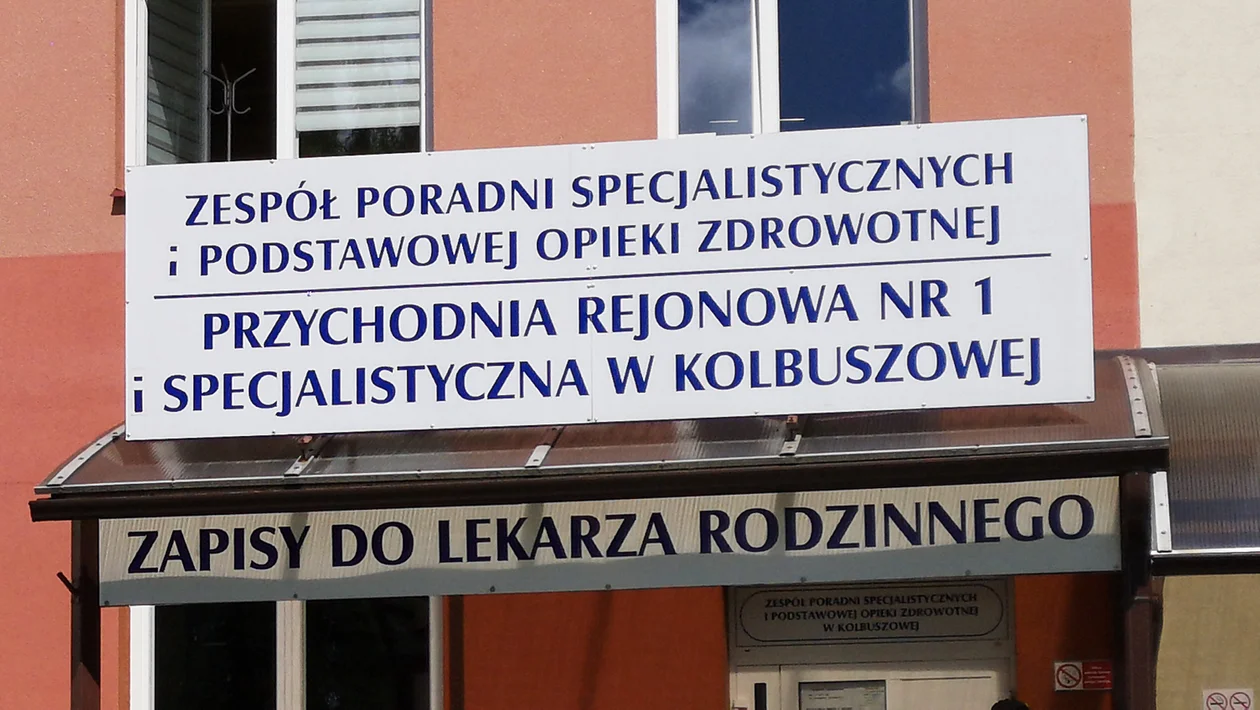 ZESPÓŁ PORADNI SPECJALISTYCZNYCH
i PODSTAWOWEJ OPIEKI ZDROWOTNEJ
PRZYCHODNIA REJONOWA NR 1
i SPECJALISTYCZNA W KOLBUSZOWEJ
ZAPISY DO LEKARZA RODZINNEGO
ZESPÓŁ PORADNI SPECJALISTYCZNYCH
I PODSTAWOWEJ OPIEKI ZDROWOTNEJ
W KOLBUSZOWEJ